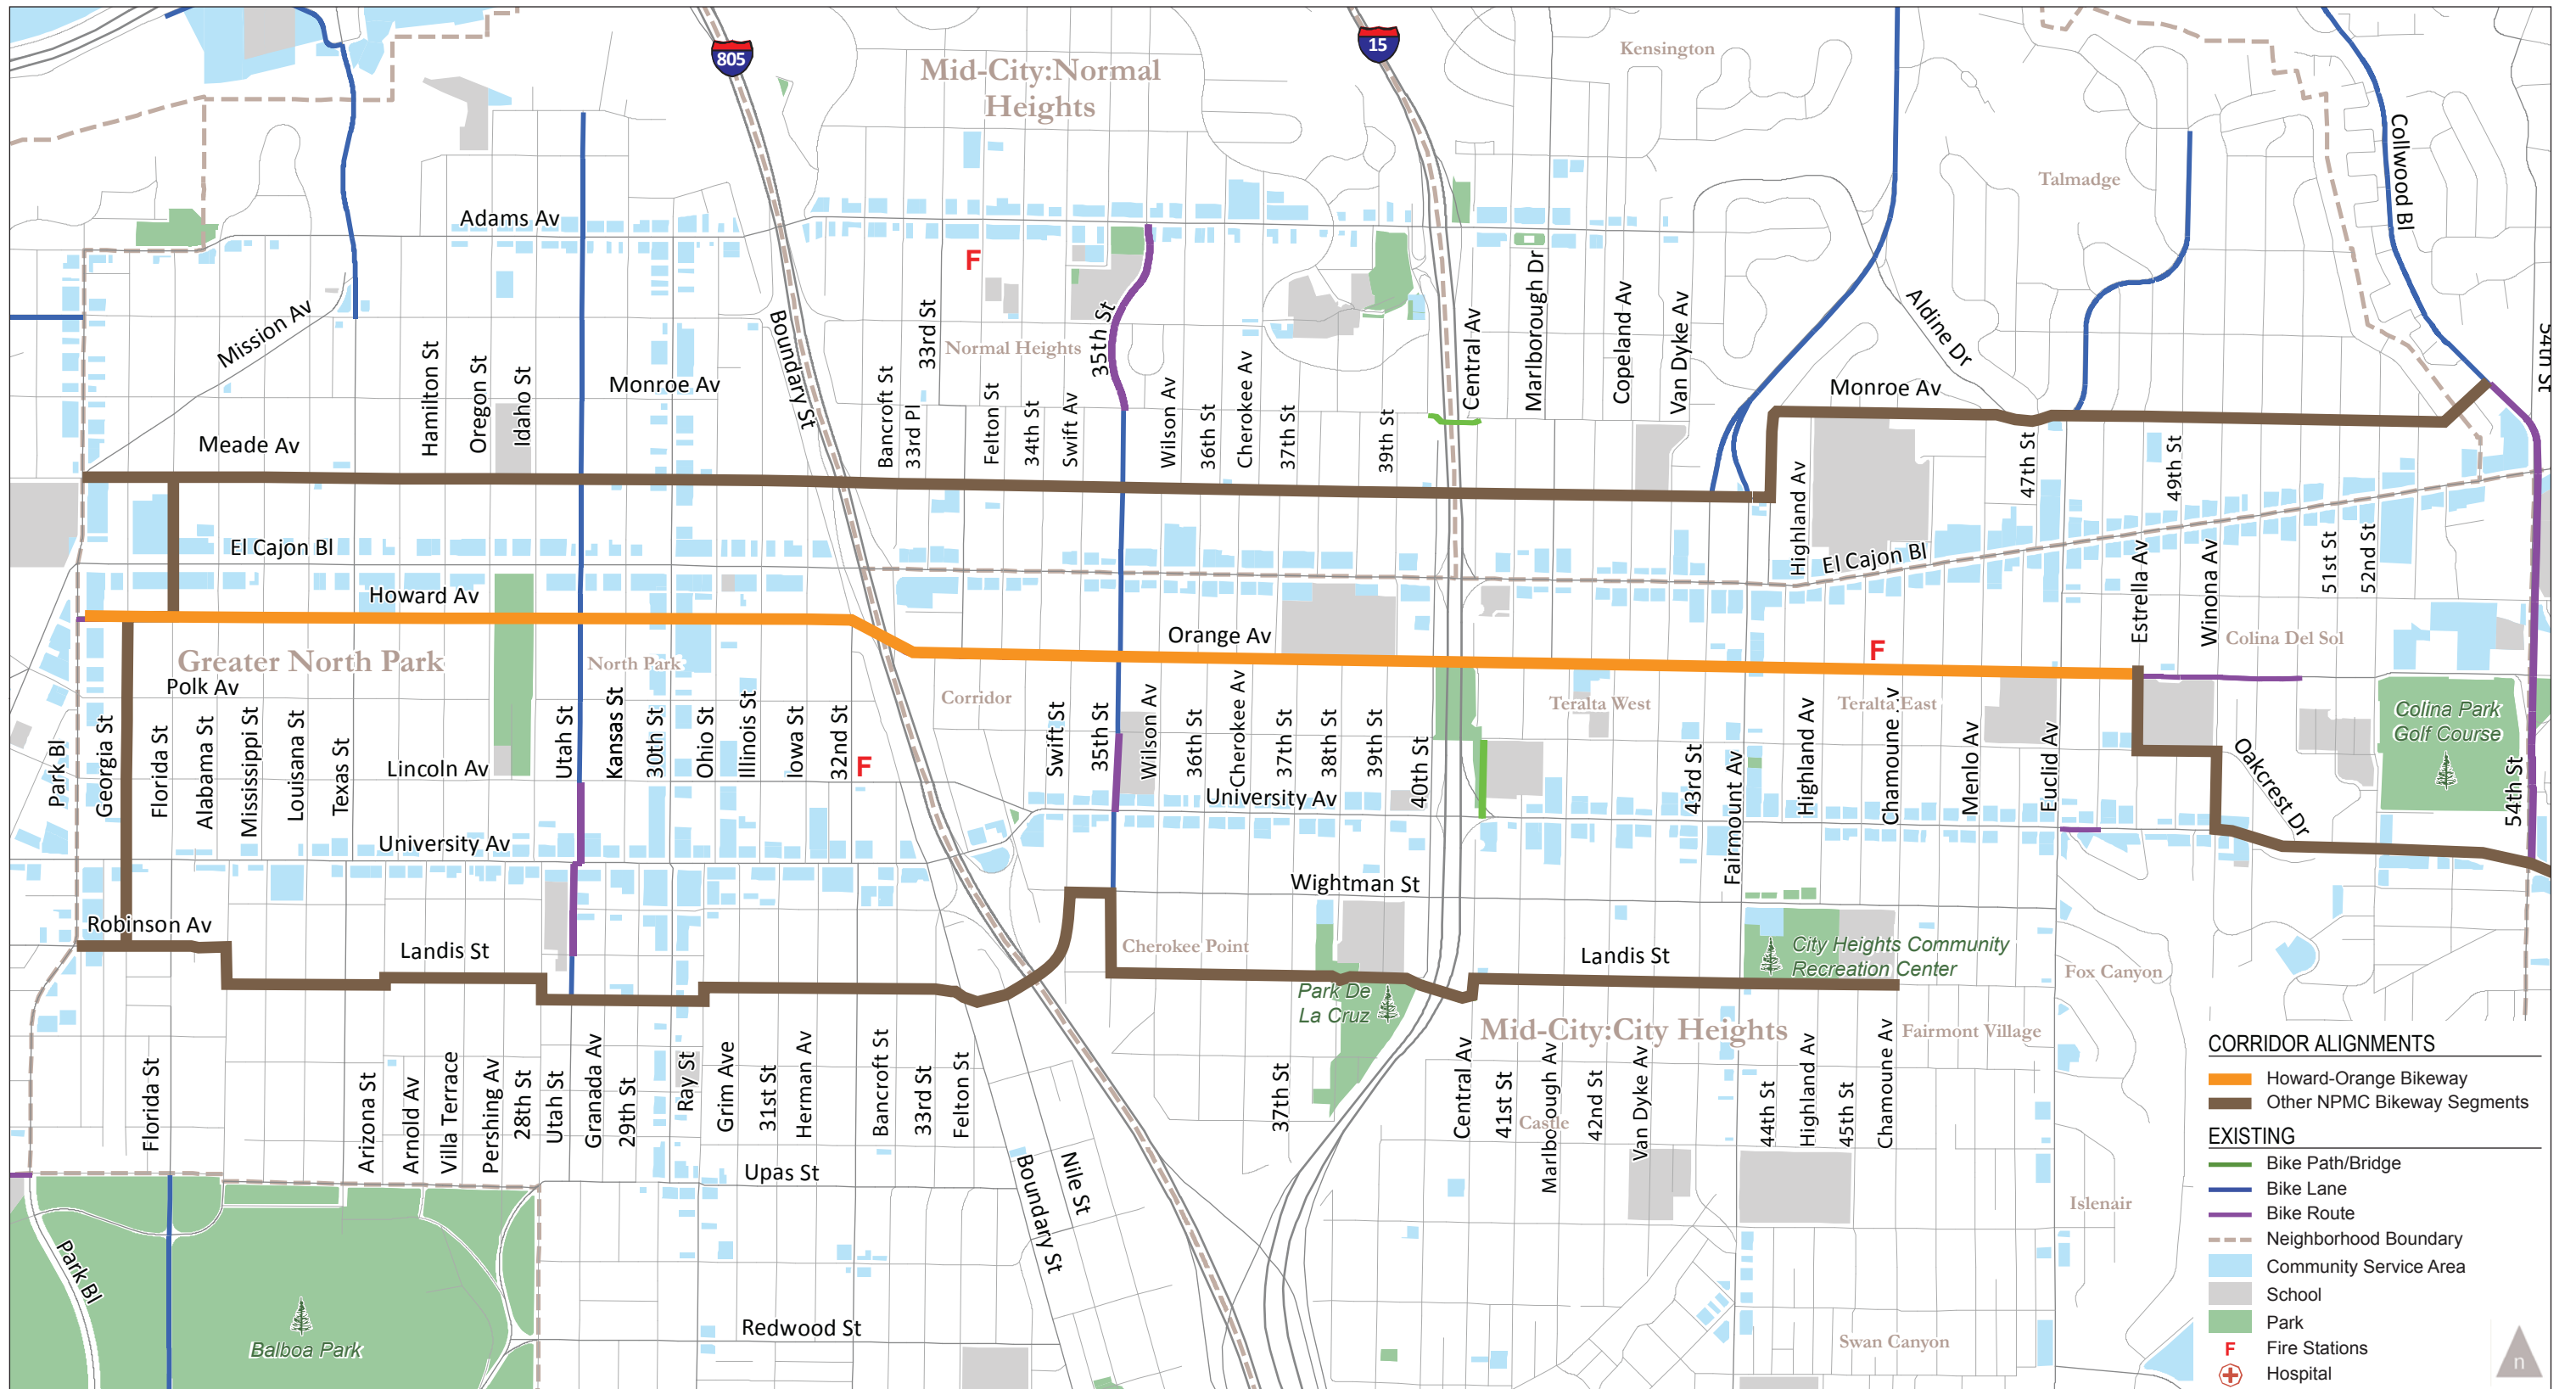 805
15
Kensington
Mid-City:Normal
Heights
Collwood Bl
Talmadge
Adams Av
F
Mission Av
Boundary St
33rd St
35th St
Normal Heights
Central Av
Marlborough Dr
Copeland Av
Van Dyke Av
Aldine Dr
54th St
Hamilton St
Oregon St
Idaho St
Monroe Av
Monroe Av
Bancroft St
33rd Pl
Felton St
34th St
Swift Av
Wilson Av
36th St
Cherokee Av
37th St
39th St
Meade Av
Highland Av
47th St
49th St
El Cajon Bl
El Cajon Bl
Estrella Av
Winona Av
51st St
52nd St
Howard Av
Orange Av
F
Colina Del Sol
Greater North Park
North Park
Polk Av
Corridor
Teralta West
Teralta East
Colina Park
Golf Course
Park Bl
Georgia St
Florida St
Alabama St
Mississippi St
Louisiana St
Texas St
Lincoln Av
Utah St
Kansas St
30th St
Ohio St
Illinois St
Iowa St
32nd St
F
Swift St
35th St
Wilson Av
36th St
Cherokee Av
37th St
38th St
39th St
40th St
43rd St
Fairmount Av
Highland Av
Chamoune Av
Menlo Av
Euclid Av
Oakcrest Dr
54th St
University Av
University Av
Wightman St
Robinson Av
Landis St
Cherokee Point
Landis St
City Heights Community
Recreation Center
Fox Canyon
Park De
La Cruz
Mid-City:City Heights
Fairmont Village
Florida St
Arizona St
Arnold Av
Villa Terrace
Pershing Av
28th St
Utah St
Granada Av
29th St
Ray St
Grim Ave
31st St
Herman Av
Bancroft St
33rd St
Felton St
37th St
Central Av
41st St
Castle
Marlborough Av
42nd St
Van Dyke Av
44th St
Highland Av
45th St
Chamoune Av
Upas St
Boundary St
Nile St
Islenair
Park Bl
Balboa Park
Redwood St
Swan Canyon
CORRIDOR ALIGNMENTS
Howard-Orange Bikeway
Other NPMC Bikeway Segments
EXISTING
Bike Path/Bridge
Bike Lane
Bike Route
Neighborhood Boundary
Community Service Area
School
Park
F Fire Stations
Hospital
n